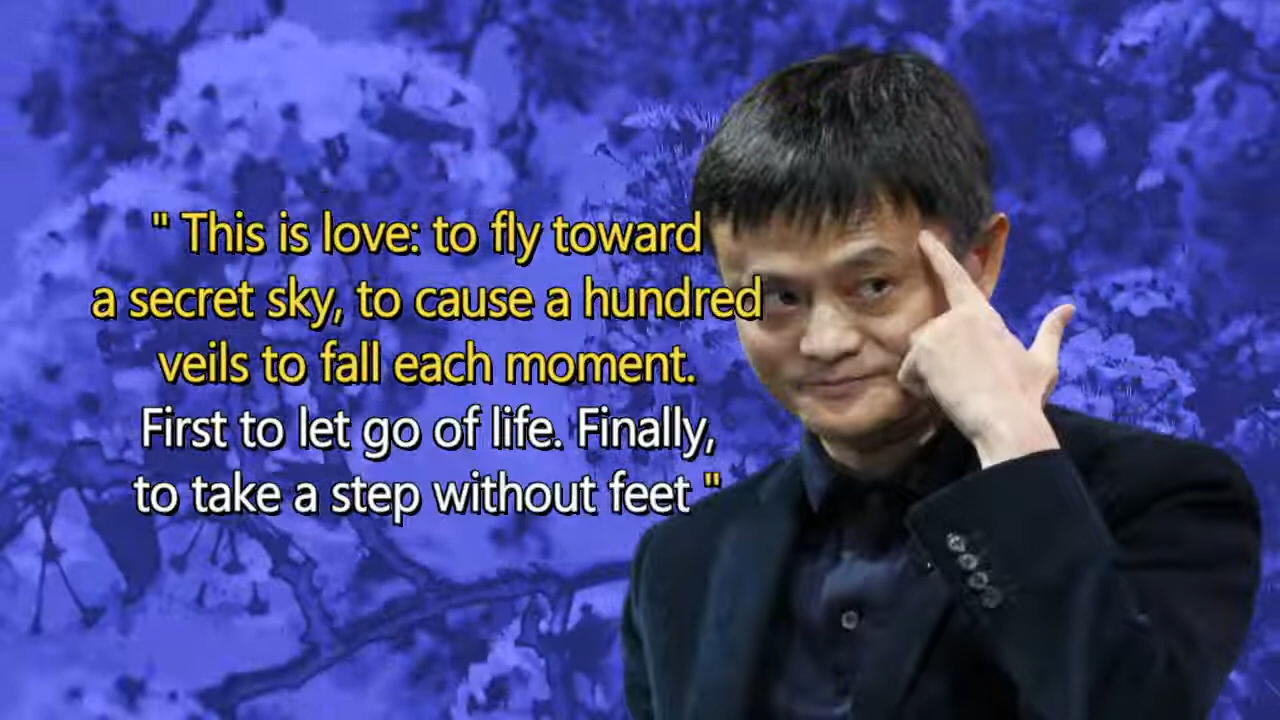 " This is love: to fly toward
a secret sky, to cause a hundred
veils to fall each moment.
First to let go of life. Finally,
to take a step without feet "